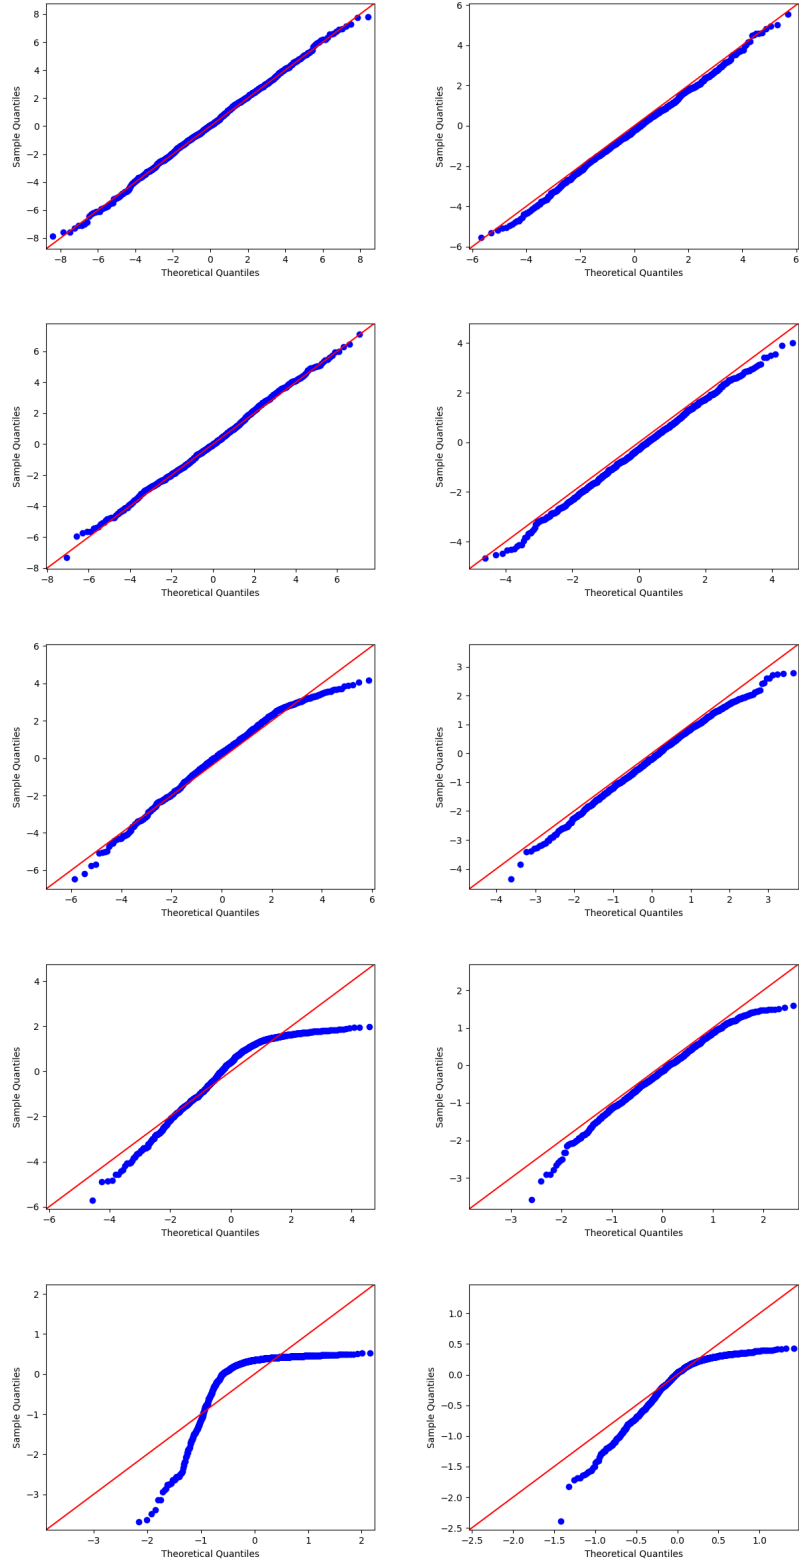 8
6
4
2
0
−2
−4
−6
−8
Sample Quantiles
−8 −6 −4 −2 0 2 4 6 8
Theoretical Quantiles
6
4
2
0
−2
−4
−6
Sample Quantiles
−6 −4 −2 0 2 4 6
Theoretical Quantiles
6
4
2
0
−2
−4
−6
−8
Sample Quantiles
−8 −6 −4 −2 0 2 4 6
Theoretical Quantiles
4
2
0
−2
−4
Sample Quantiles
−4 −2 0 2 4
Theoretical Quantiles
6
4
2
0
−2
−4
−6
Sample Quantiles
−6 −4 −2 0 2 4 6
Theoretical Quantiles
3
2
1
0
−1
−2
−3
−4
Sample Quantiles
−4 −3 −2 −1 0 1 2 3
Theoretical Quantiles
4
2
0
−2
−4
−6
Sample Quantiles
−6 −4 −2 0 2 4
Theoretical Quantiles
2
1
0
−1
−2
−3
Sample Quantiles
−3 −2 −1 0 1 2
Theoretical Quantiles
2
1
0
−1
−2
−3
Sample Quantiles
−3 −2 −1 0 1 2
Theoretical Quantiles
1.0
0.5
0.0
−0.5
−1.0
−1.5
−2.0
−2.5
Sample Quantiles
−2.5 −2.0 −1.5 −1.0 −0.5 0.0 0.5 1.0
Theoretical Quantiles